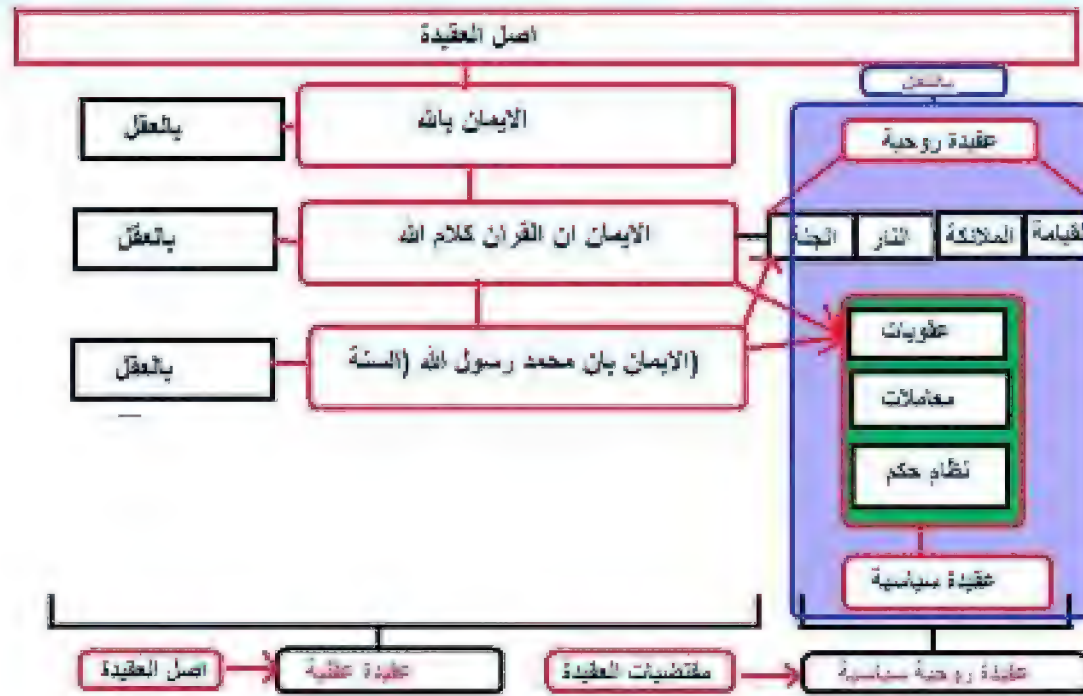 اصل العقيدة
بالنقل
الايمان بالله
بالعقل
عقيدة روحية
الايمان ان القران كلام الله
بالعقل
الجنة
النار
الملائكة
القيامة
(الايمان بان محمد رسول الله (السنة
بالعقل
عقوبات
معاملات
نظام حكم
عقيدة سياسية
اصل العقيدة
عقيدة عقلية
مقتضيات العقيدة
عقيدة روحية سياسية